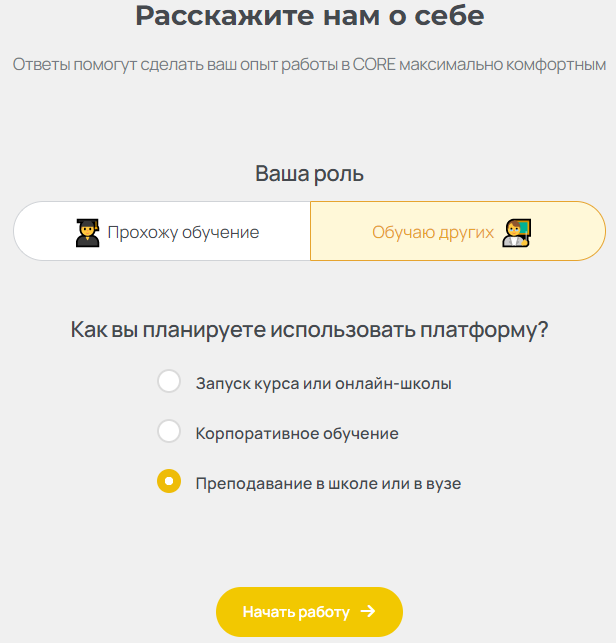 Расскажите нам о себе
Ответы помогут сделать ваш опыт работы в CORE максимально комфортным
Ваша роль
Прохожу обучение
Обучаю других
Как вы планируете использовать платформу?
Запуск курса или онлайн-школы
Корпоративное обучение
Преподавание в школе или в вузе
Начать работу →